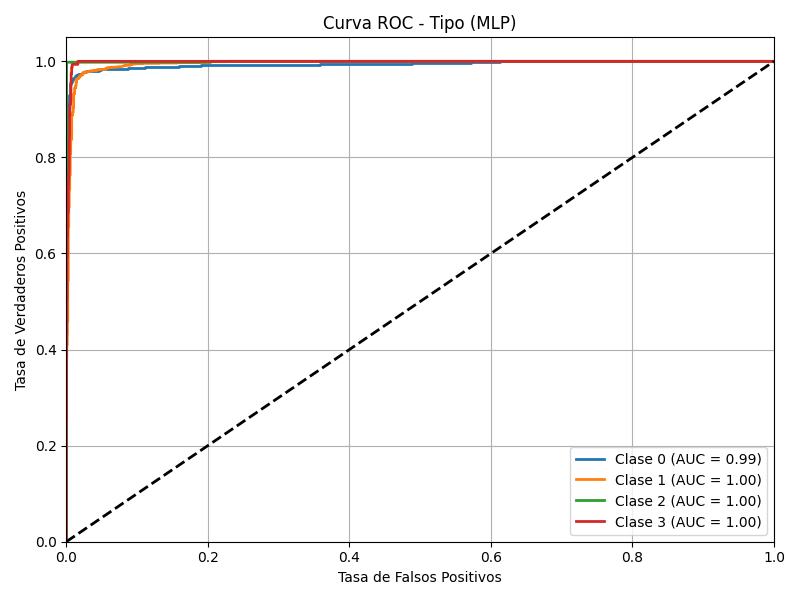 Curva ROC - Tipo (MLP)
Tasa de Verdaderos Positivos
1.0
0.8
0.6
0.4
0.2
0.0
0.0 0.2 0.4 0.6 0.8 1.0
Tasa de Falsos Positivos
Clase 0 (AUC = 0.99)
Clase 1 (AUC = 1.00)
Clase 2 (AUC = 1.00)
Clase 3 (AUC = 1.00)